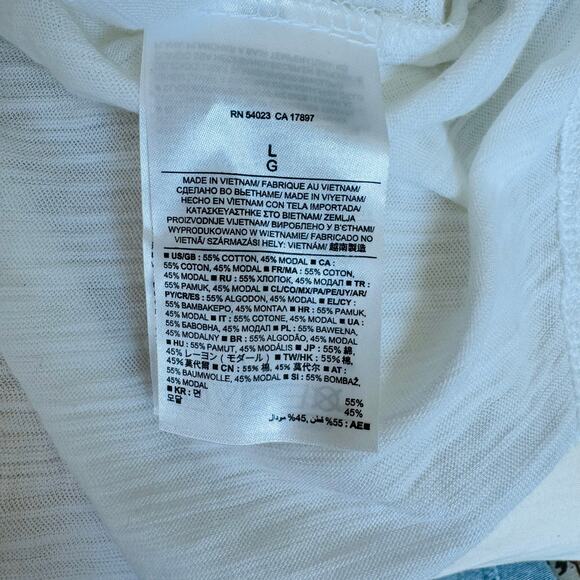 RN 54023 CA 17897
L
G
MADE IN VIETNAM/ FABRIQUE AU VIETNAM/
СДЕЛАНО ВО ВЬЕТНАМЕ/ MADE IN VIYETNAM/
HECHO EN VIETNAM CON TELA IMPORTADA/
ΚΑΤΑΣΚΕΥΑΣΤΗΚΕ ΣΤΟ ΒΙΕΤΝΑΜ/ ZEMLJA
PROIZVODNJE VIJETNAM/ ВИРОБЛЕНО У В'ЄТНАМІ/
WYPRODUKOWANO W WIETNAMIE/ FABRICADO NO
VIETNÃ/ SZÁRMAZÁSI HELY: VIETNÁM/ 越南製造
■ US/GB : 55% COTTON, 45% MODAL ■ CA :
55% COTON, 45% MODAL ■ FR/MA : 55% COTON,
45% MODAL ■ RU : 55% ХЛОПОК, 45% МОДАЛ ■ TR :
55% PAMUK, 45% MODAL ■ CL/CO/MX/PA/PE/UY/AR/
PY/CR/ES : 55% ALGODON, 45% MODAL ■ EL/CY :
55% ΒΑΜΒΑΚΕΡΟ, 45% ΜΟΝΤΑΛ ■ HR : 55% PAMUK,
45% MODAL ■ IT : 55% COTONE, 45% MODAL ■ UA :
55% БАВОВНА, 45% МОДАЛ ■ PL : 55% BAWEŁNA,
45% MODALNY ■ BR : 55% ALGODÃO, 45% MODAL
■ HU : 55% PAMUT, 45% MODÁLIS ■ JP : 55% 綿,
45% レーヨン ( モダール ) ■ TW/HK : 55% 棉,
45% 莫代爾 ■ CN : 55% 棉, 45% 莫代尔 ■ AT :
55% BAUMWOLLE, 45% MODAL ■ SI : 55% BOMBAŽ,
45% MODAL
■ KR : 면 55%
모달 45%
■ AE : 55% قطن ,45% مودال